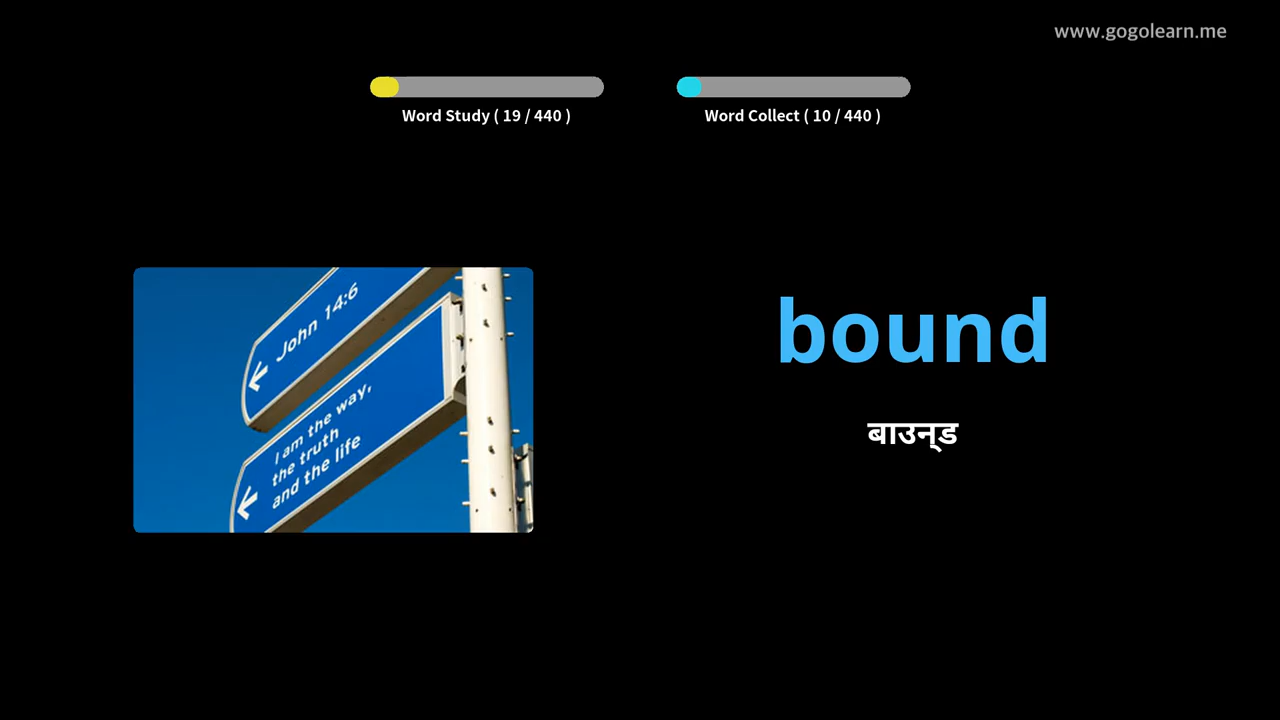 www.gogolearn.me
Word Study ( 19 / 440 )
Word Collect ( 10 / 440 )
John 14:6
I am the way,
the truth
and the life
bound
बाउन्ड